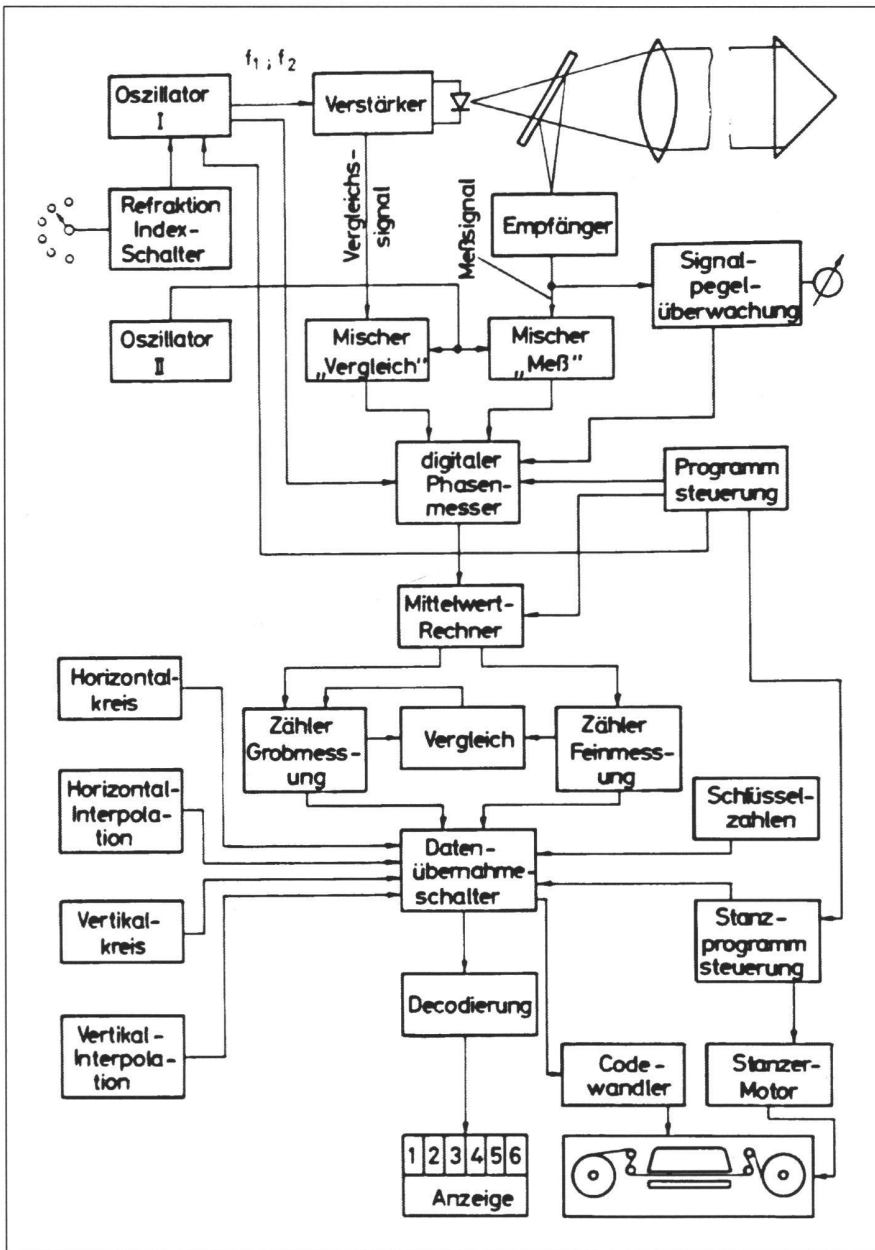 f₁ ; f₂
Oszillator
I
Verstärker
Refraktion
Index-
Schalter
Vergleichs-
signal
Empfänger
Meßsignal
Signal-
pegel-
überwachung
Oszillator
II
Mischer
„Vergleich"
Mischer
„Meß"
digitaler
Phasen-
messer
Programm
steuerung
Mittelwert-
Rechner
Horizontal-
kreis
Zähler
Grobmess-
ung
Vergleich
Zähler
Feinmess-
ung
Horizontal-
-Interpola-
tion
Schlüssel-
zahlen
Daten-
übernahme-
schalter
Vertikal-
kreis
Stanz-
programm
steuerung
Decodierung
Vertikal-
-Interpola-
tion
Code-
wandler
Stanzer-
Motor
1 2 3 4 5 6
Anzeige